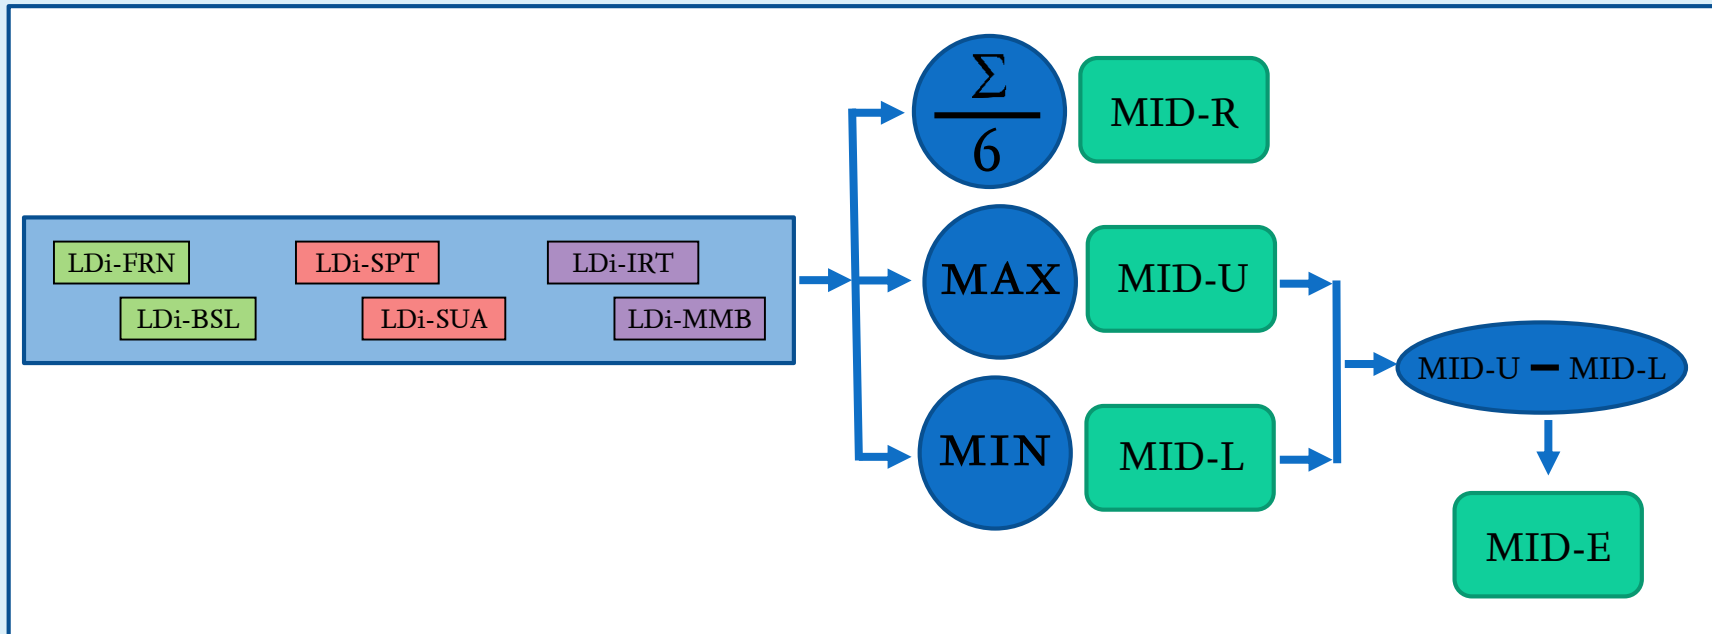 Σ
6
MID-R
LDi-FRN
LDi-SPT
LDi-IRT
LDi-BSL
LDi-SUA
LDi-MMB
MAX
MID-U
MIN
MID-L
MID-U − MID-L
MID-E